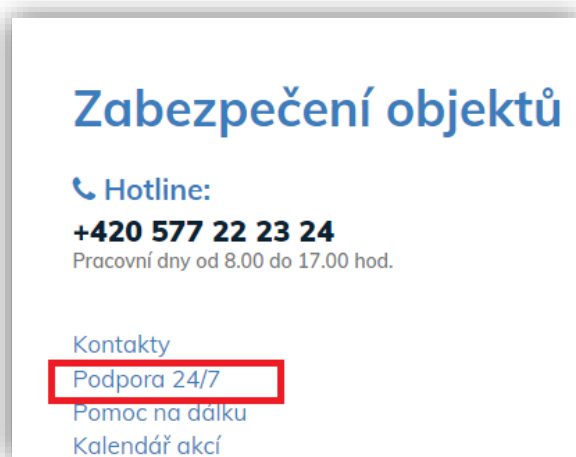 Zabezpečení objektů
Hotline:
+420 577 22 23 24
Pracovní dny od 8.00 do 17.00 hod.
Kontakty
Podpora 24/7
Pomoc na dálku
Kalendář akcí